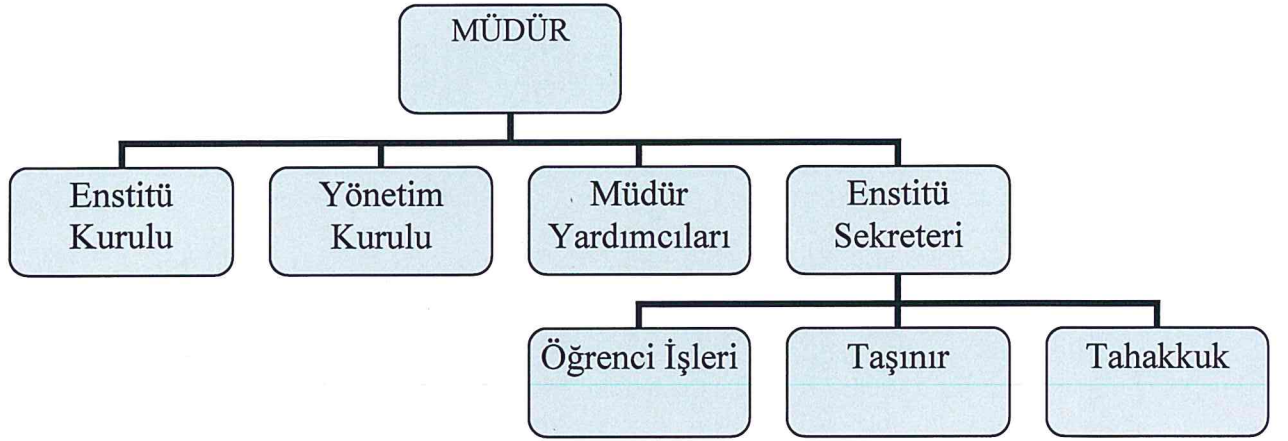 MÜDÜR
Enstitü
Kurulu
Yönetim
Kurulu
Müdür
Yardımcıları
Enstitü
Sekreteri
Öğrenci İşleri
Taşınır
Tahakkuk